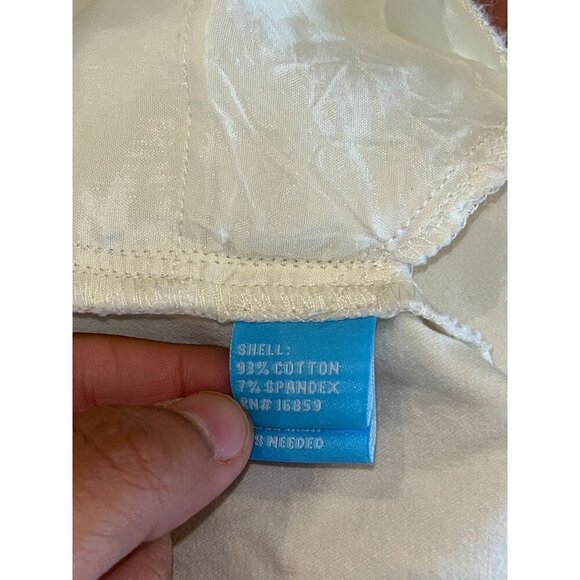 SHELL:
93% COTTON
7% SPANDEX
RN# 16859
NEEDED